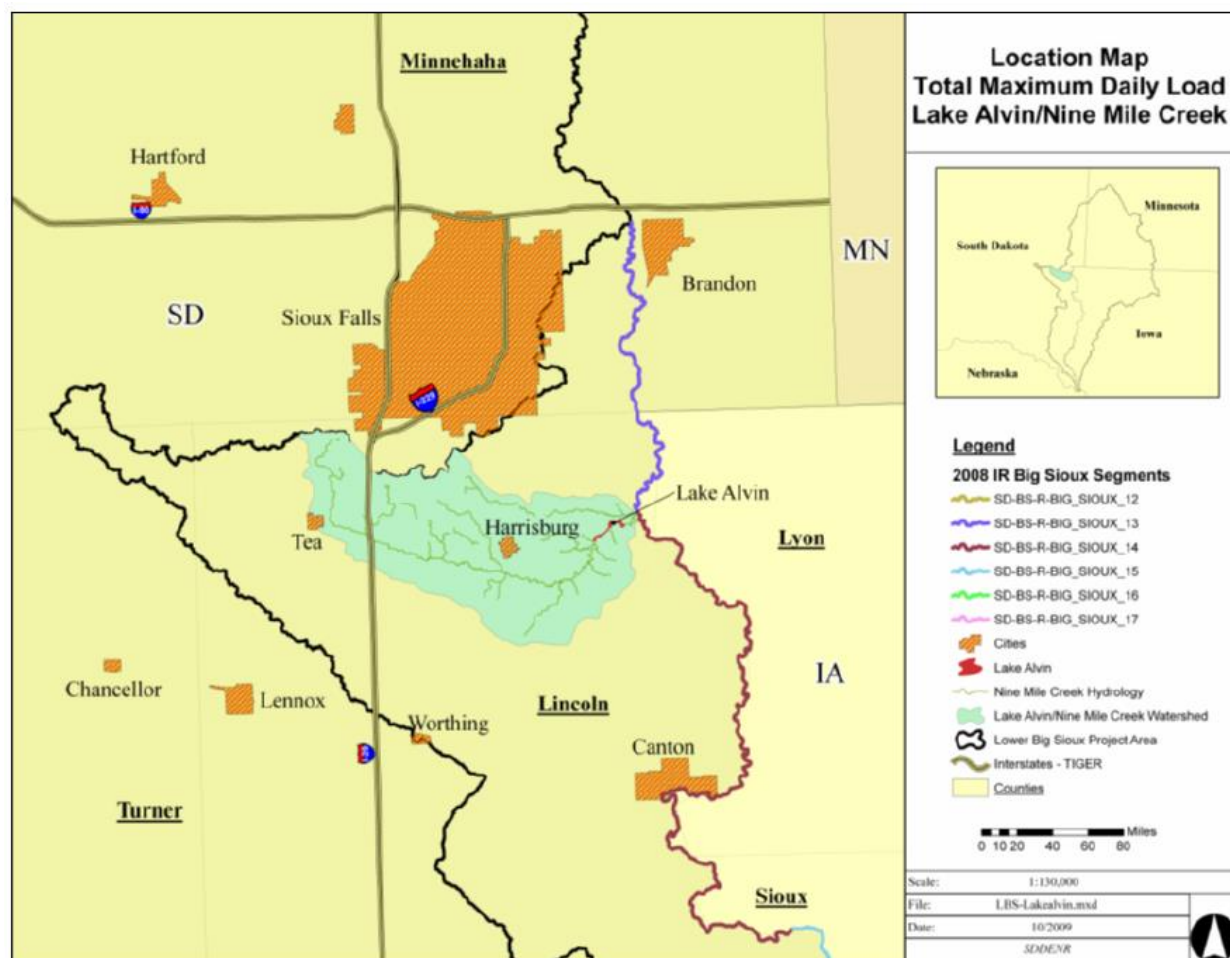 Minnehaha
Hartford
I-90
MN
SD
Sioux Falls
Brandon
I-229
Lake Alvin
Harrisburg
Tea
Lyon
IA
Chancellor
Lennox
Lincoln
Worthing
Canton
I-29
Turner
Sioux
Location Map
Total Maximum Daily Load
Lake Alvin/Nine Mile Creek
Minnesota
South Dakota
Iowa
Nebraska
Legend
2008 IR Big Sioux Segments
SD-BS-R-BIG_SIOUX_12
SD-BS-R-BIG_SIOUX_13
SD-BS-R-BIG_SIOUX_14
SD-BS-R-BIG_SIOUX_15
SD-BS-R-BIG_SIOUX_16
SD-BS-R-BIG_SIOUX_17
Cities
Lake Alvin
Nine Mile Creek Hydrology
Lake Alvin/Nine Mile Creek Watershed
Lower Big Sioux Project Area
Interstates - TIGER
Counties
Miles
0 10 20 40 60 80
Scale: 1:130,000
File: LBS-Lakealvin.mxd
Date: 10/2009
SDDENR